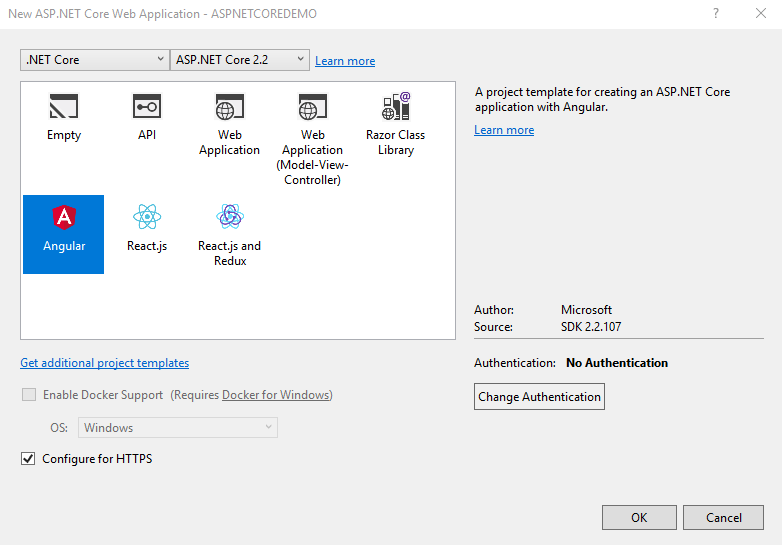 New ASP.NET Core Web Application - ASPNETCOREDEMO
?
.NET Core
ASP.NET Core 2.2
Learn more
Empty
API
Web
Application
Web
Application
(Model-View-
Controller)
Razor Class
Library
Angular
React.js
React.js and
Redux
A project template for creating an ASP.NET Core
application with Angular.
Learn more
Author: Microsoft
Source: SDK 2.2.107
Get additional project templates
Enable Docker Support (Requires Docker for Windows)
OS: Windows
Configure for HTTPS
Authentication: No Authentication
Change Authentication
OK
Cancel